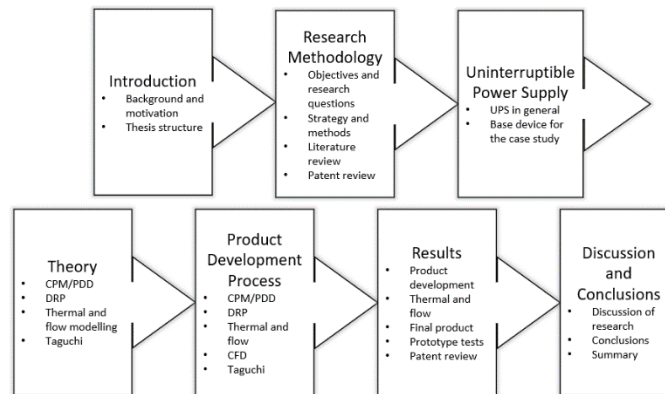 Introduction
• Background and
motivation
• Thesis structure
Research
Methodology
• Objectives and
research
questions
• Strategy and
methods
• Literature
review
• Patent review
Uninterruptible
Power Supply
• UPS in general
• Base device for
the case study
Theory
• CPM/PDD
• DRP
• Thermal and
flow modelling
• Taguchi
Product
Development
Process
• CPM/PDD
• DRP
• Thermal and
flow
• CFD
• Taguchi
Results
• Product
development
• Thermal and
flow
• Final product
• Prototype tests
• Patent review
Discussion
and
Conclusions
• Discussion of
research
• Conclusions
• Summary